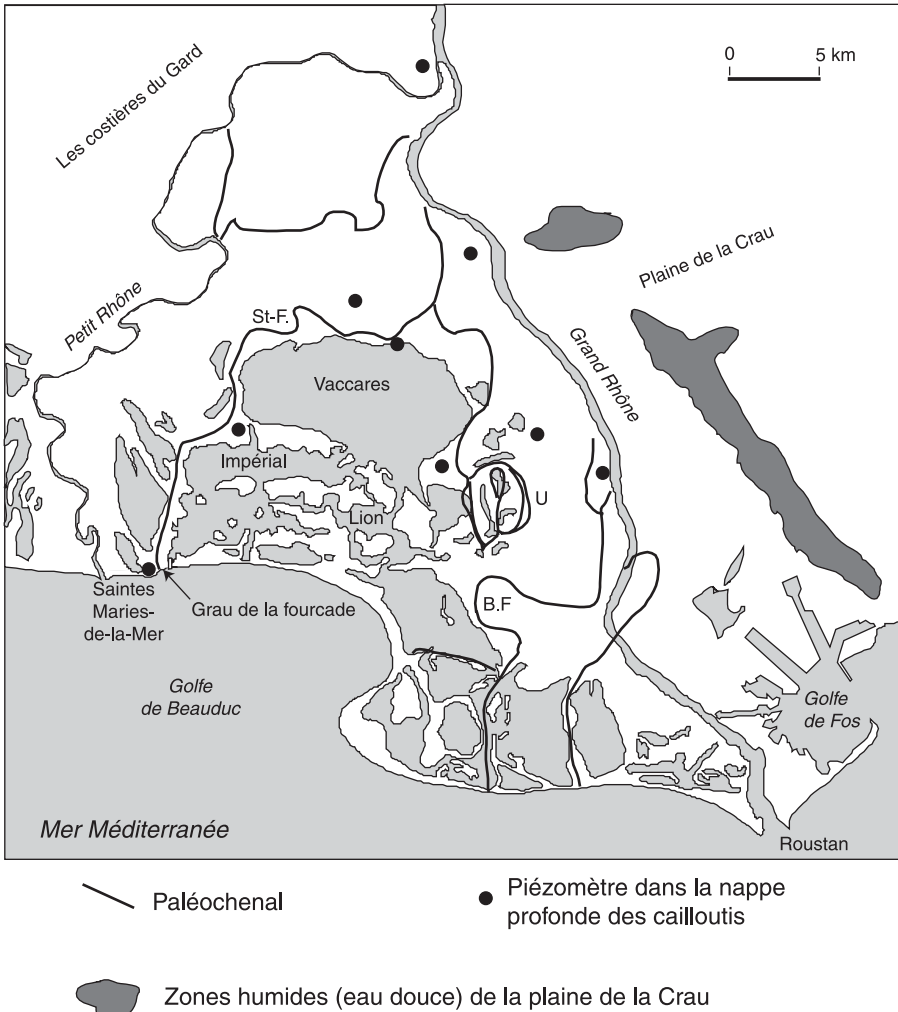 0 5 km
Les costières du Gard
Plaine de la Crau
Petit Rhône
St-F.
Grand Rhône
Vaccares
Impérial
U
Lion
Saintes
Maries-
de-la-Mer
Grau de la fourcade
B.F
Golfe
de Beauduc
Golfe
de Fos
Mer Méditerranée
Roustan
Paléochenal
Piézomètre dans la nappe
profonde des cailloutis
Zones humides (eau douce) de la plaine de la Crau